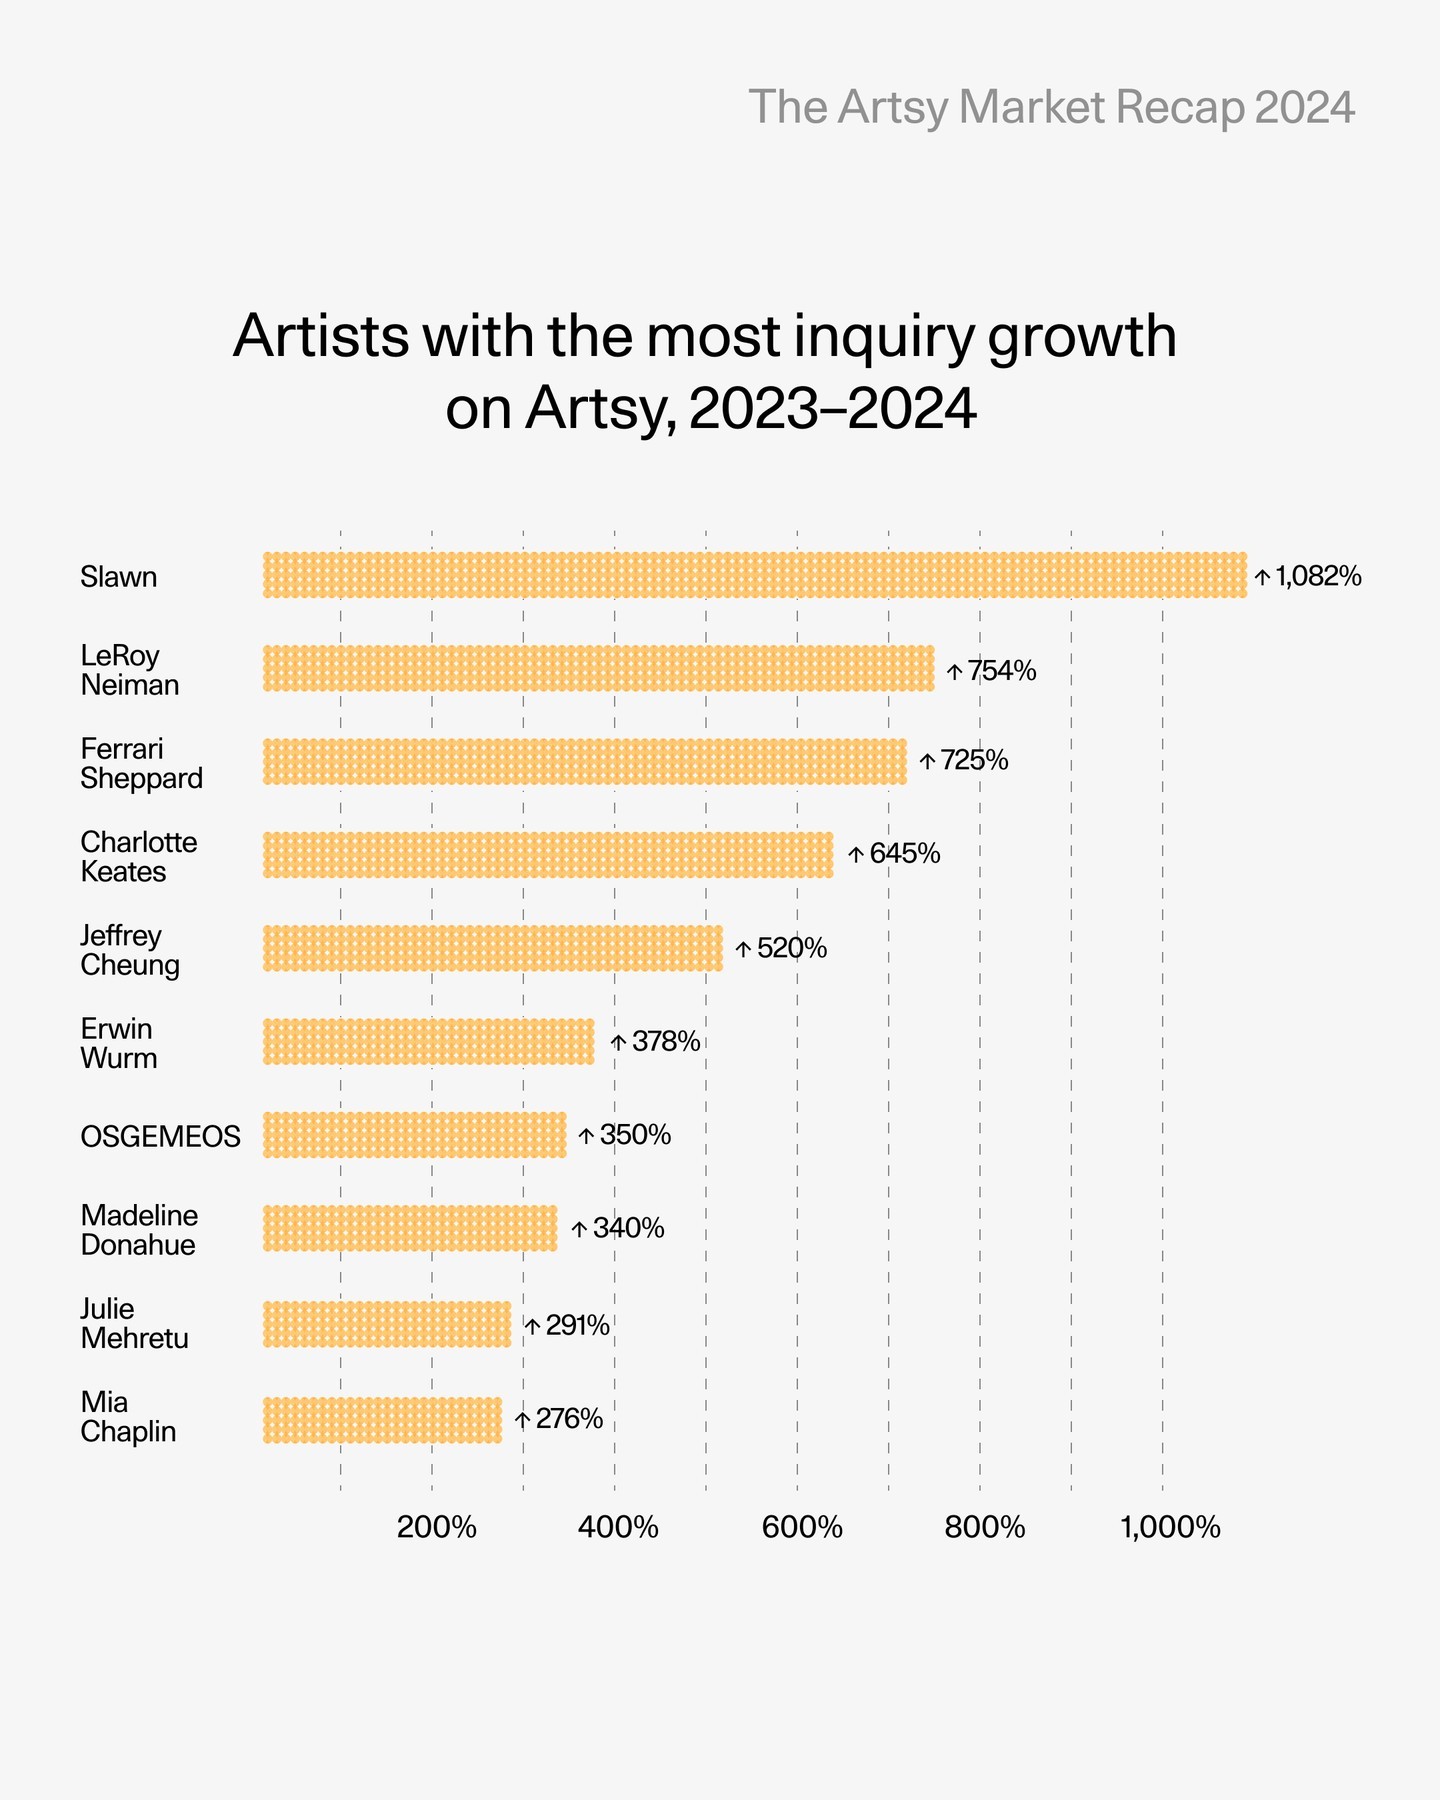 The Artsy Market Recap 2024
Artists with the most inquiry growth
on Artsy, 2023–2024
Slawn
↑ 1,082%
LeRoy
Neiman
↑ 754%
Ferrari
Sheppard
↑ 725%
Charlotte
Keates
↑ 645%
Jeffrey
Cheung
↑ 520%
Erwin
Wurm
↑ 378%
OSGEMEOS
↑ 350%
Madeline
Donahue
↑ 340%
Julie
Mehretu
↑ 291%
Mia
Chaplin
↑ 276%
200% 400% 600% 800% 1,000%